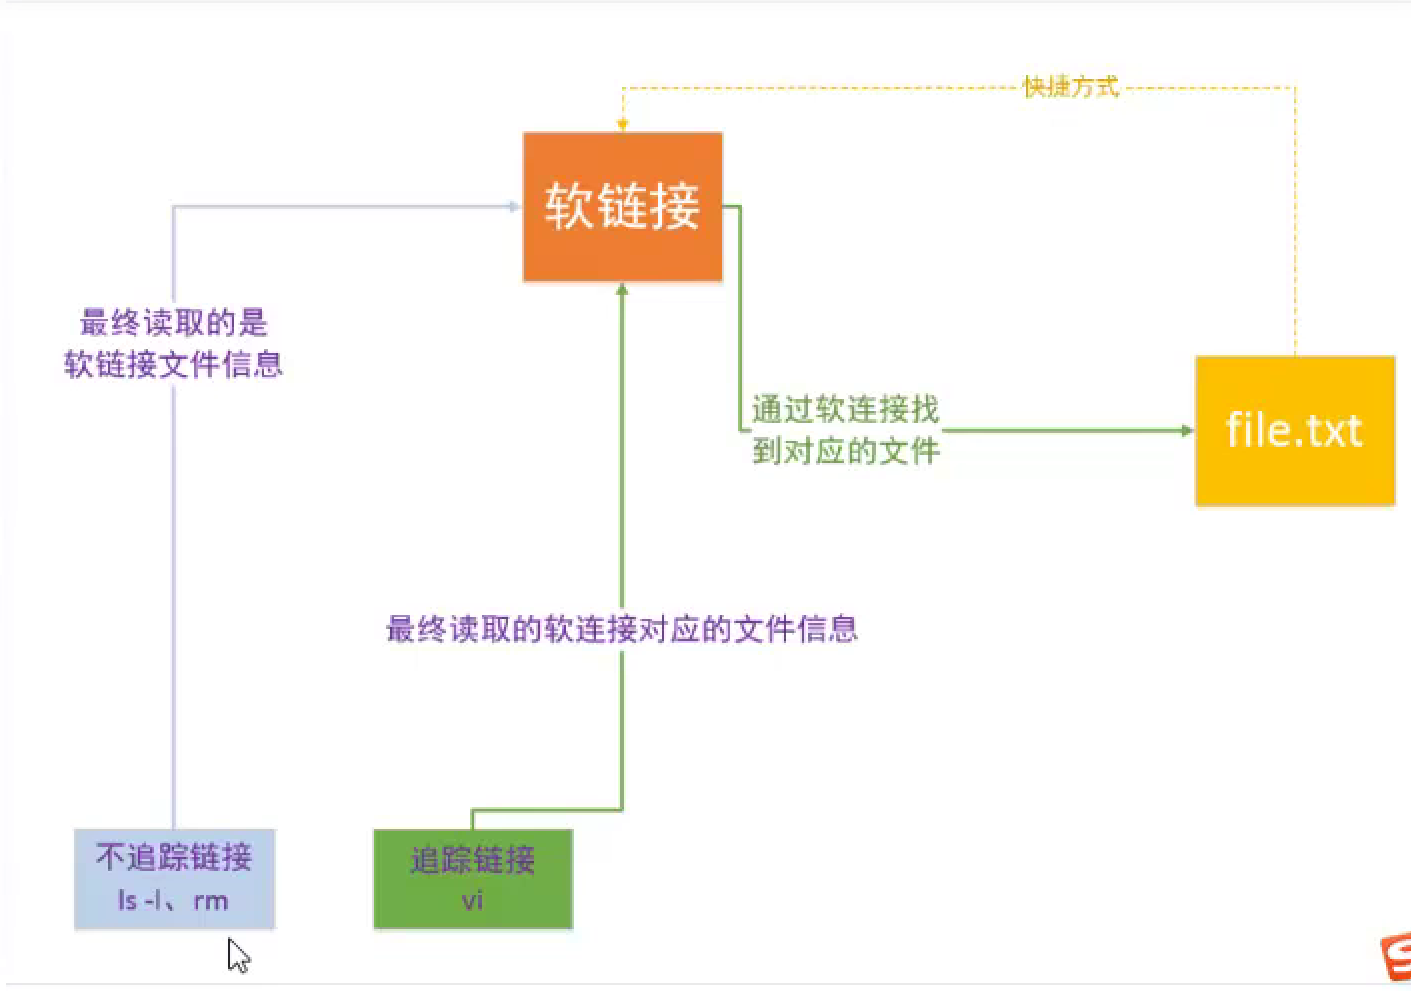 快捷方式
软链接
最终读取的是
软链接文件信息
通过软连接找
到对应的文件
file.txt
最终读取的软连接对应的文件信息
不追踪链接
ls -l、rm
追踪链接
vi